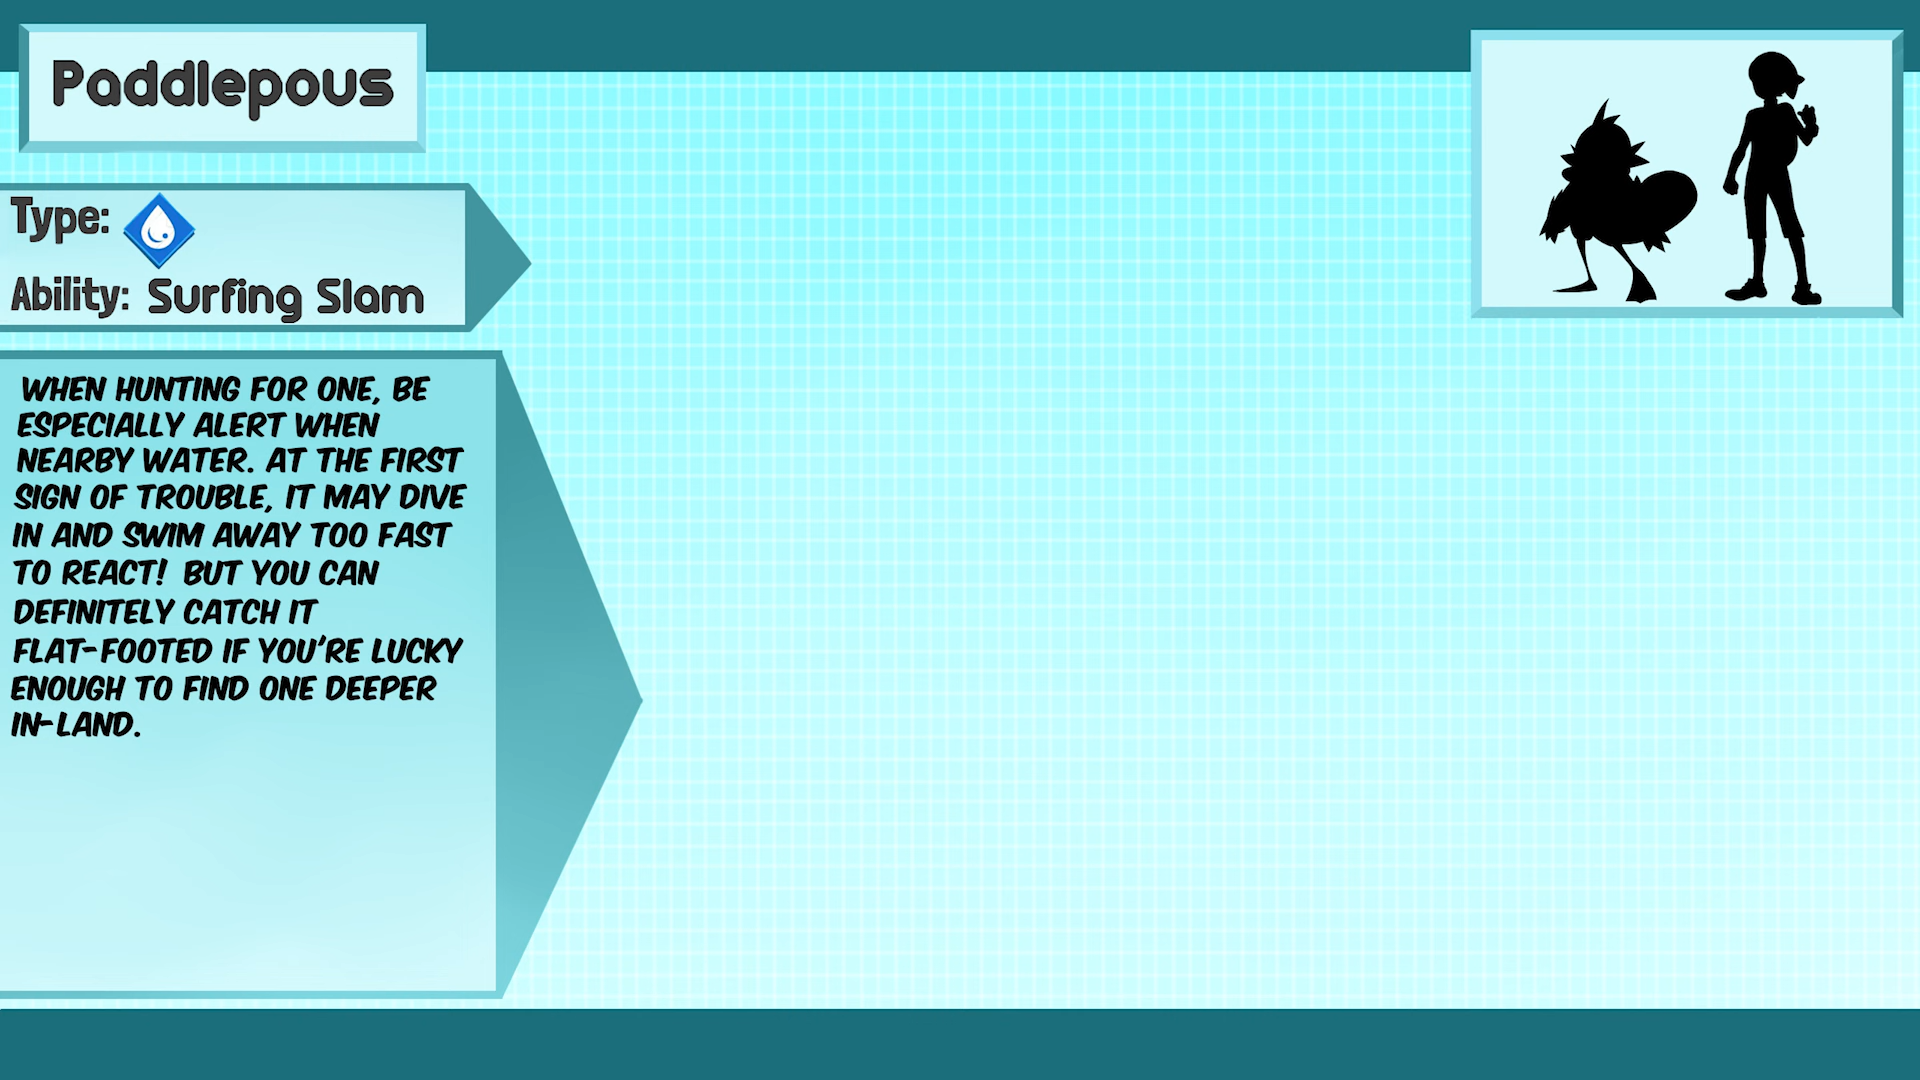 Paddlepous
Type:
Ability: Surfing Slam
WHEN HUNTING FOR ONE, BE
ESPECIALLY ALERT WHEN
NEARBY WATER. AT THE FIRST
SIGN OF TROUBLE, IT MAY DIVE
IN AND SWIM AWAY TOO FAST
TO REACT! BUT YOU CAN
DEFINITELY CATCH IT
FLAT-FOOTED IF YOU'RE LUCKY
ENOUGH TO FIND ONE DEEPER
IN-LAND.